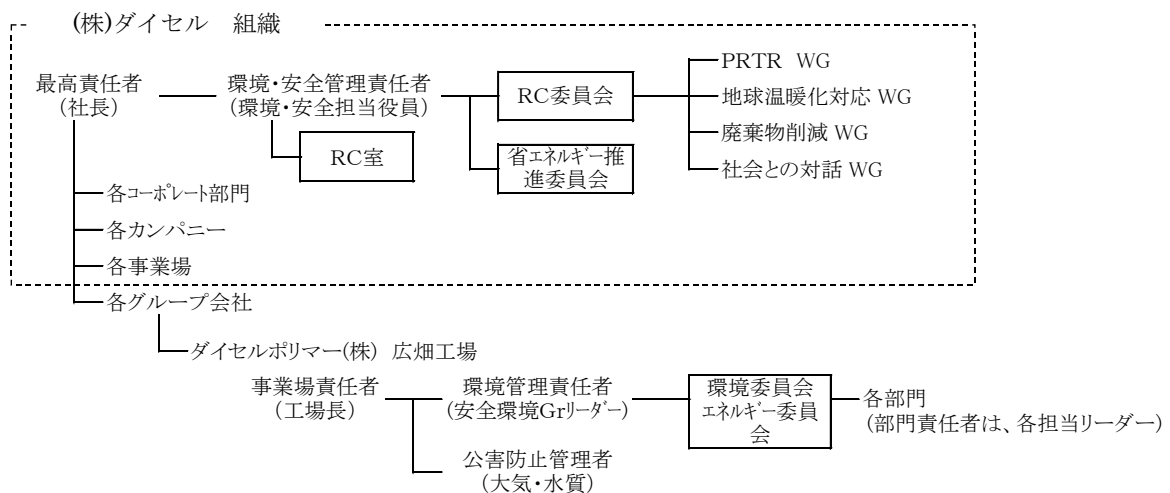 (株)ダイセル 組織
最高責任者
(社長)
環境・安全管理責任者
(環境・安全担当役員)
RC委員会
PRTR WG
地球温暖化対応 WG
廃棄物削減 WG
社会との対話 WG
RC室
省エネルギー推
進委員会
各コーポレート部門
各カンパニー
各事業場
各グループ会社
ダイセルポリマー(株) 広畑工場
事業場責任者
(工場長)
環境管理責任者
(安全環境Grリーダー)
環境委員会
エネルギー委員
会
各部門
(部門責任者は、各担当リーダー)
公害防止管理者
(大気・水質)